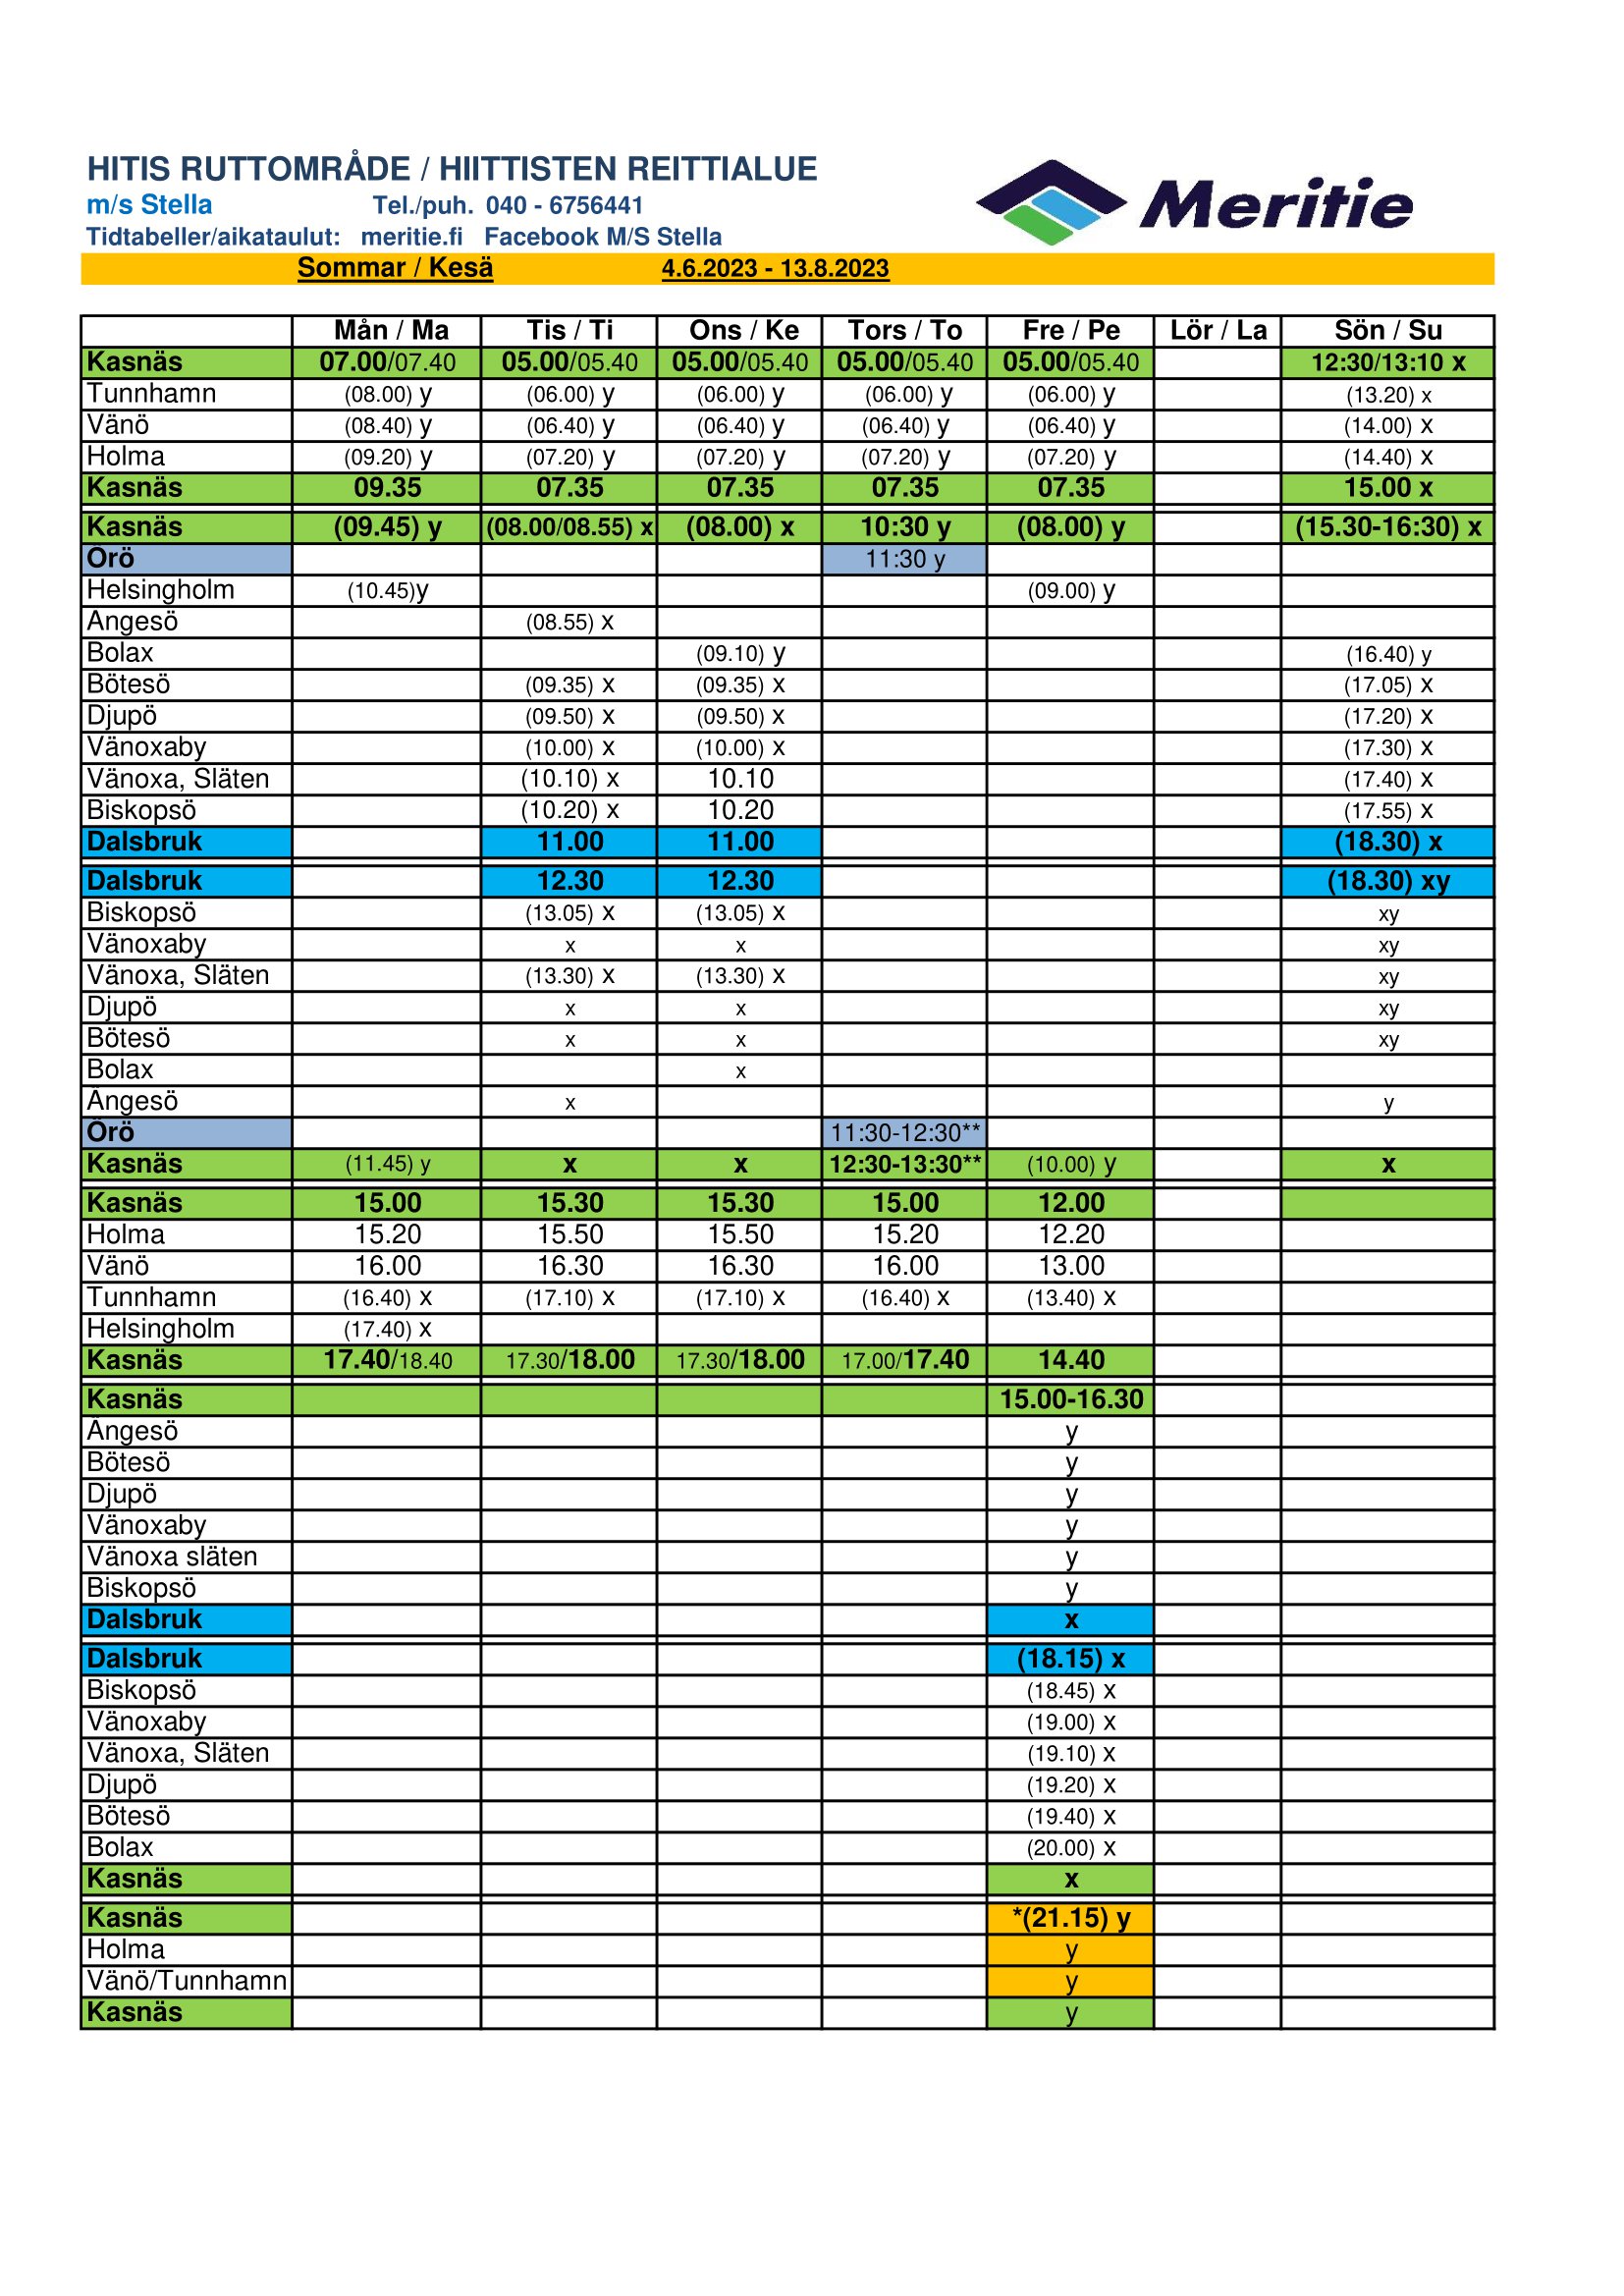 HITIS RUTTOMRÅDE / HIITTISTEN REITTIALUE
m/s Stella Tel./puh. 040 - 6756441
Tidtabeller/aikataulut: meritie.fi Facebook M/S Stella
Meritie
Sommar / Kesä 4.6.2023 - 13.8.2023
Mån / Ma Tis / Ti Ons / Ke Tors / To Fre / Pe Lör / La Sön / Su
Kasnäs 07.00/07.40 05.00/05.40 05.00/05.40 05.00/05.40 05.00/05.40 12:30/13:10 x
Tunnhamn (08.00) y (06.00) y (06.00) y (06.00) y (06.00) y (13.20) x
Vänö (08.40) y (06.40) y (06.40) y (06.40) y (06.40) y (14.00) x
Holma (09.20) y (07.20) y (07.20) y (07.20) y (07.20) y (14.40) x
Kasnäs 09.35 07.35 07.35 07.35 07.35 15.00 x
Kasnäs (09.45) y (08.00/08.55) x (08.00) x 10:30 y (08.00) y (15.30-16:30) x
Örö 11:30 y
Helsingholm (10.45)y (09.00) y
Ängesö (08.55) x
Bolax (09.10) y (16.40) y
Bötesö (09.35) x (09.35) x (17.05) x
Djupö (09.50) x (09.50) x (17.20) x
Vänoxaby (10.00) x (10.00) x (17.30) x
Vänoxa, Släten (10.10) x 10.10 (17.40) x
Biskopsö (10.20) x 10.20 (17.55) x
Dalsbruk 11.00 11.00 (18.30) x
Dalsbruk 12.30 12.30 (18.30) xy
Biskopsö (13.05) x (13.05) x xy
Vänoxaby x x xy
Vänoxa, Släten (13.30) x (13.30) x xy
Djupö x x xy
Bötesö x x xy
Bolax x
Ängesö x y
Örö 11:30-12:30**
Kasnäs (11.45) y x x 12:30-13:30** (10.00) y x
Kasnäs 15.00 15.30 15.30 15.00 12.00
Holma 15.20 15.50 15.50 15.20 12.20
Vänö 16.00 16.30 16.30 16.00 13.00
Tunnhamn (16.40) x (17.10) x (17.10) x (16.40) x (13.40) x
Helsingholm (17.40) x
Kasnäs 17.40/18.40 17.30/18.00 17.30/18.00 17.00/17.40 14.40
Kasnäs 15.00-16.30
Ängesö y
Bötesö y
Djupö y
Vänoxaby y
Vänoxa släten y
Biskopsö y
Dalsbruk x
Dalsbruk (18.15) x
Biskopsö (18.45) x
Vänoxaby (19.00) x
Vänoxa, Släten (19.10) x
Djupö (19.20) x
Bötesö (19.40) x
Bolax (20.00) x
Kasnäs x
Kasnäs *(21.15) y
Holma y
Vänö/Tunnhamn y
Kasnäs y